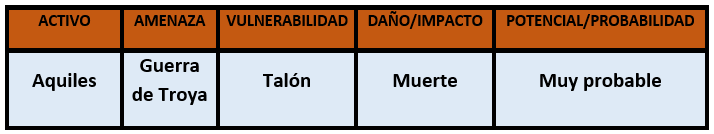 ACTIVO AMENAZA VULNERABILIDAD DAÑO/IMPACTO POTENCIAL/PROBABILIDAD
Aquiles Guerra de Troya Talón Muerte Muy probable